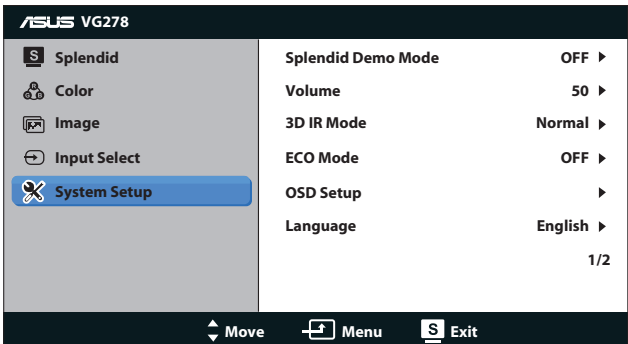 ASUS VG278
S Splendid
R G B Color
Image
Input Select
System Setup
Splendid Demo Mode OFF
Volume 50
3D IR Mode Normal
ECO Mode OFF
OSD Setup
Language English
1/2
Move Menu S Exit